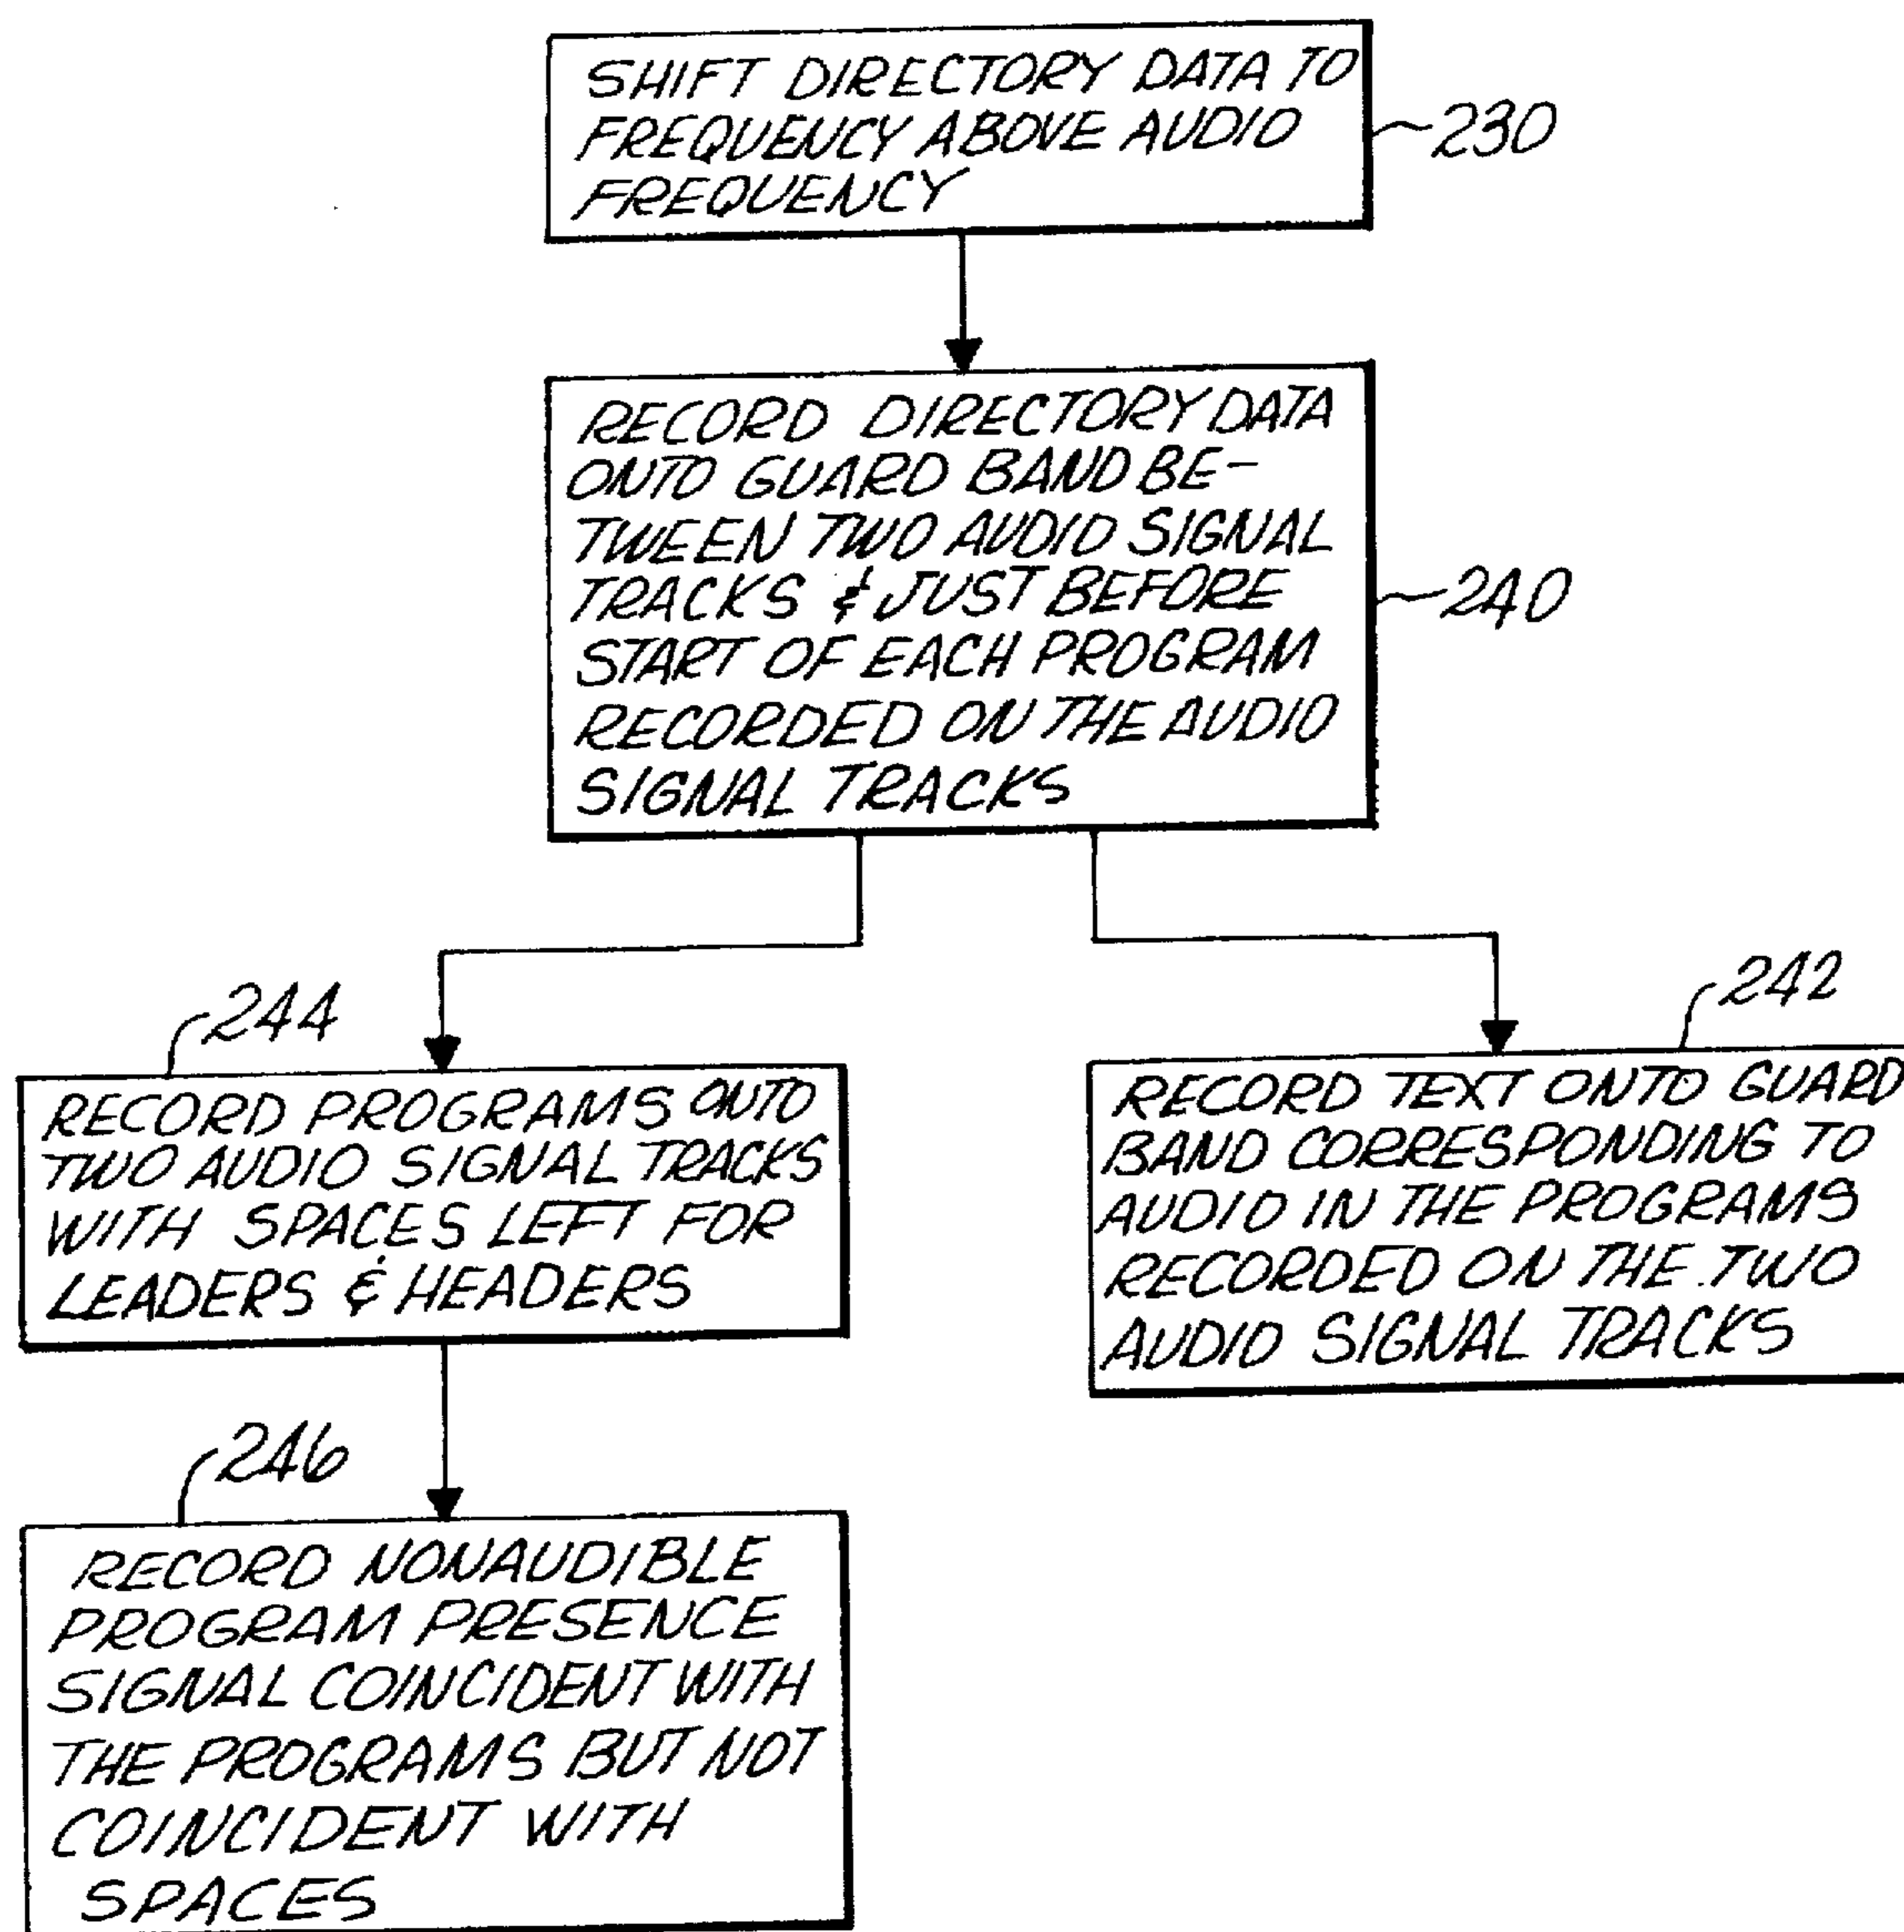 SHIFT DIRECTORY DATA TO
FREQUENCY ABOVE AUDIO
FREQUENCY
230
RECORD DIRECTORY DATA
ONTO GUARD BAND BE-
TWEEN TWO AUDIO SIGNAL
TRACKS & JUST BEFORE
START OF EACH PROGRAM
RECORDED ON THE AUDIO
SIGNAL TRACKS
240
244
RECORD PROGRAMS ONTO
TWO AUDIO SIGNAL TRACKS
WITH SPACES LEFT FOR
LEADERS & HEADERS
242
RECORD TEXT ONTO GUARD
BAND CORRESPONDING TO
AUDIO IN THE PROGRAMS
RECORDED ON THE TWO
AUDIO SIGNAL TRACKS
246
RECORD NONAUDIBLE
PROGRAM PRESENCE
SIGNAL COINCIDENT WITH
THE PROGRAMS BUT NOT
COINCIDENT WITH
SPACES